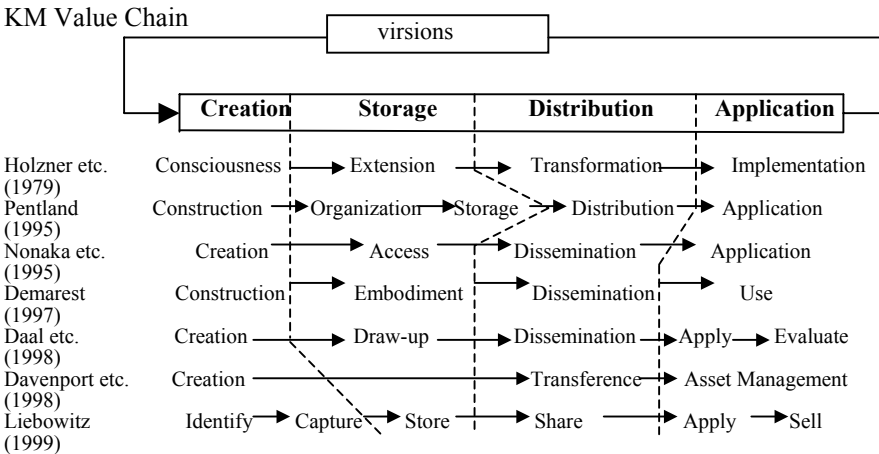 KM Value Chain
virsions
Creation Storage Distribution Application
Holzner etc. Consciousness Extension Transformation Implementation
(1979)
Pentland Construction Organization Storage Distribution Application
(1995)
Nonaka etc. Creation Access Dissemination Application
(1995)
Demarest Construction Embodiment Dissemination Use
(1997)
Daal etc. Creation Draw-up Dissemination Apply Evaluate
(1998)
Davenport etc. Creation Transference Asset Management
(1998)
Liebowitz Identify Capture Store Share Apply Sell
(1999)